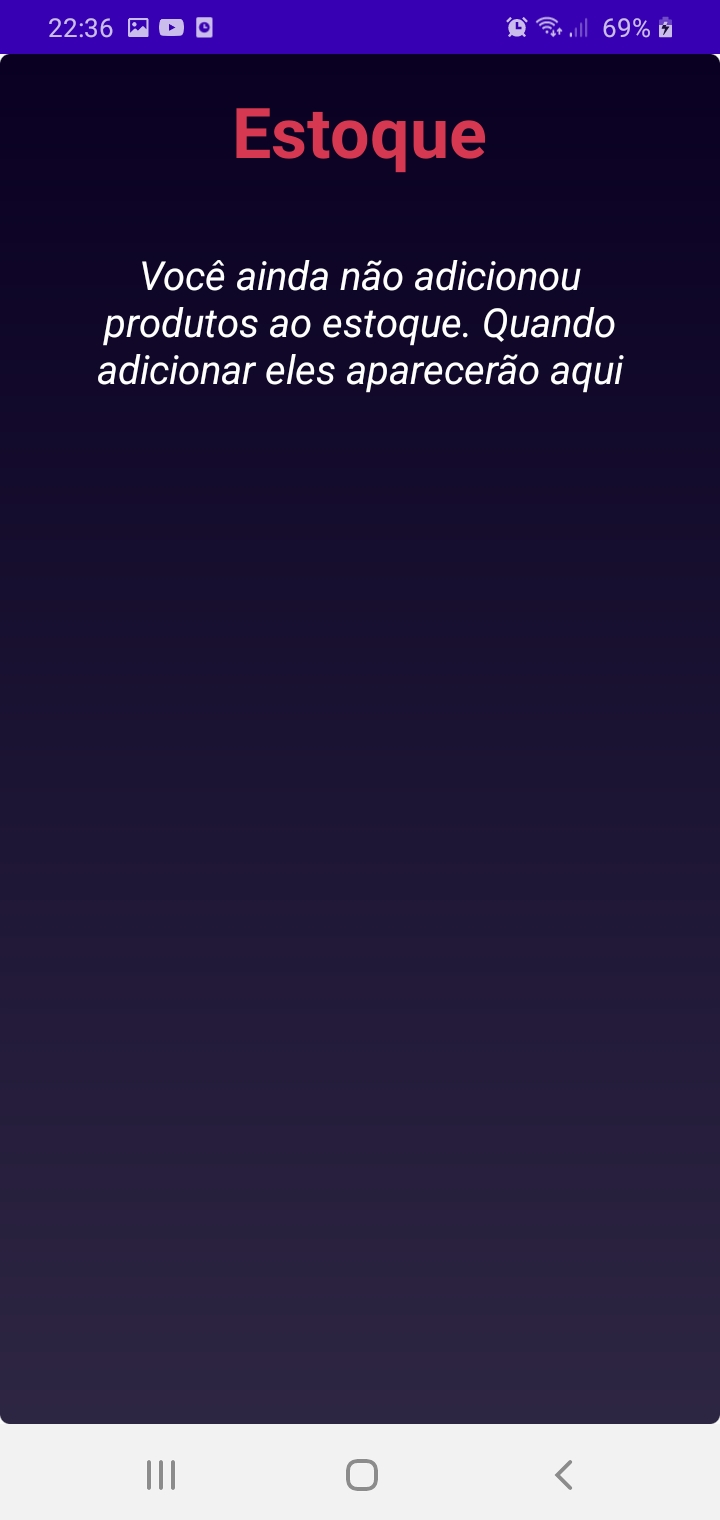 22:36
69%
Estoque
Você ainda não adicionou
produtos ao estoque. Quando
adicionar eles aparecerão aqui